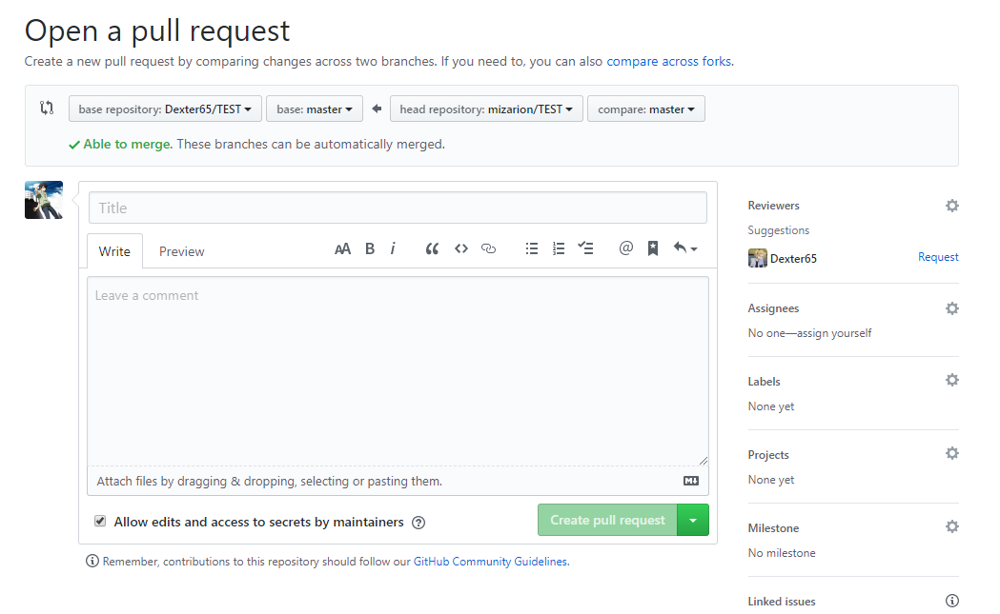 Open a pull request
Create a new pull request by comparing changes across two branches. If you need to, you can also compare across forks.
base repository: Dexter65/TEST base: master head repository: mizarion/TEST compare: master
Able to merge. These branches can be automatically merged.
Title
Write Preview AA B i
Leave a comment
Attach files by dragging & dropping, selecting or pasting them.
Allow edits and access to secrets by maintainers
Create pull request
Remember, contributions to this repository should follow our GitHub Community Guidelines.
Reviewers
Suggestions
Dexter65 Request
Assignees
No one—assign yourself
Labels
None yet
Projects
None yet
Milestone
No milestone
Linked issues